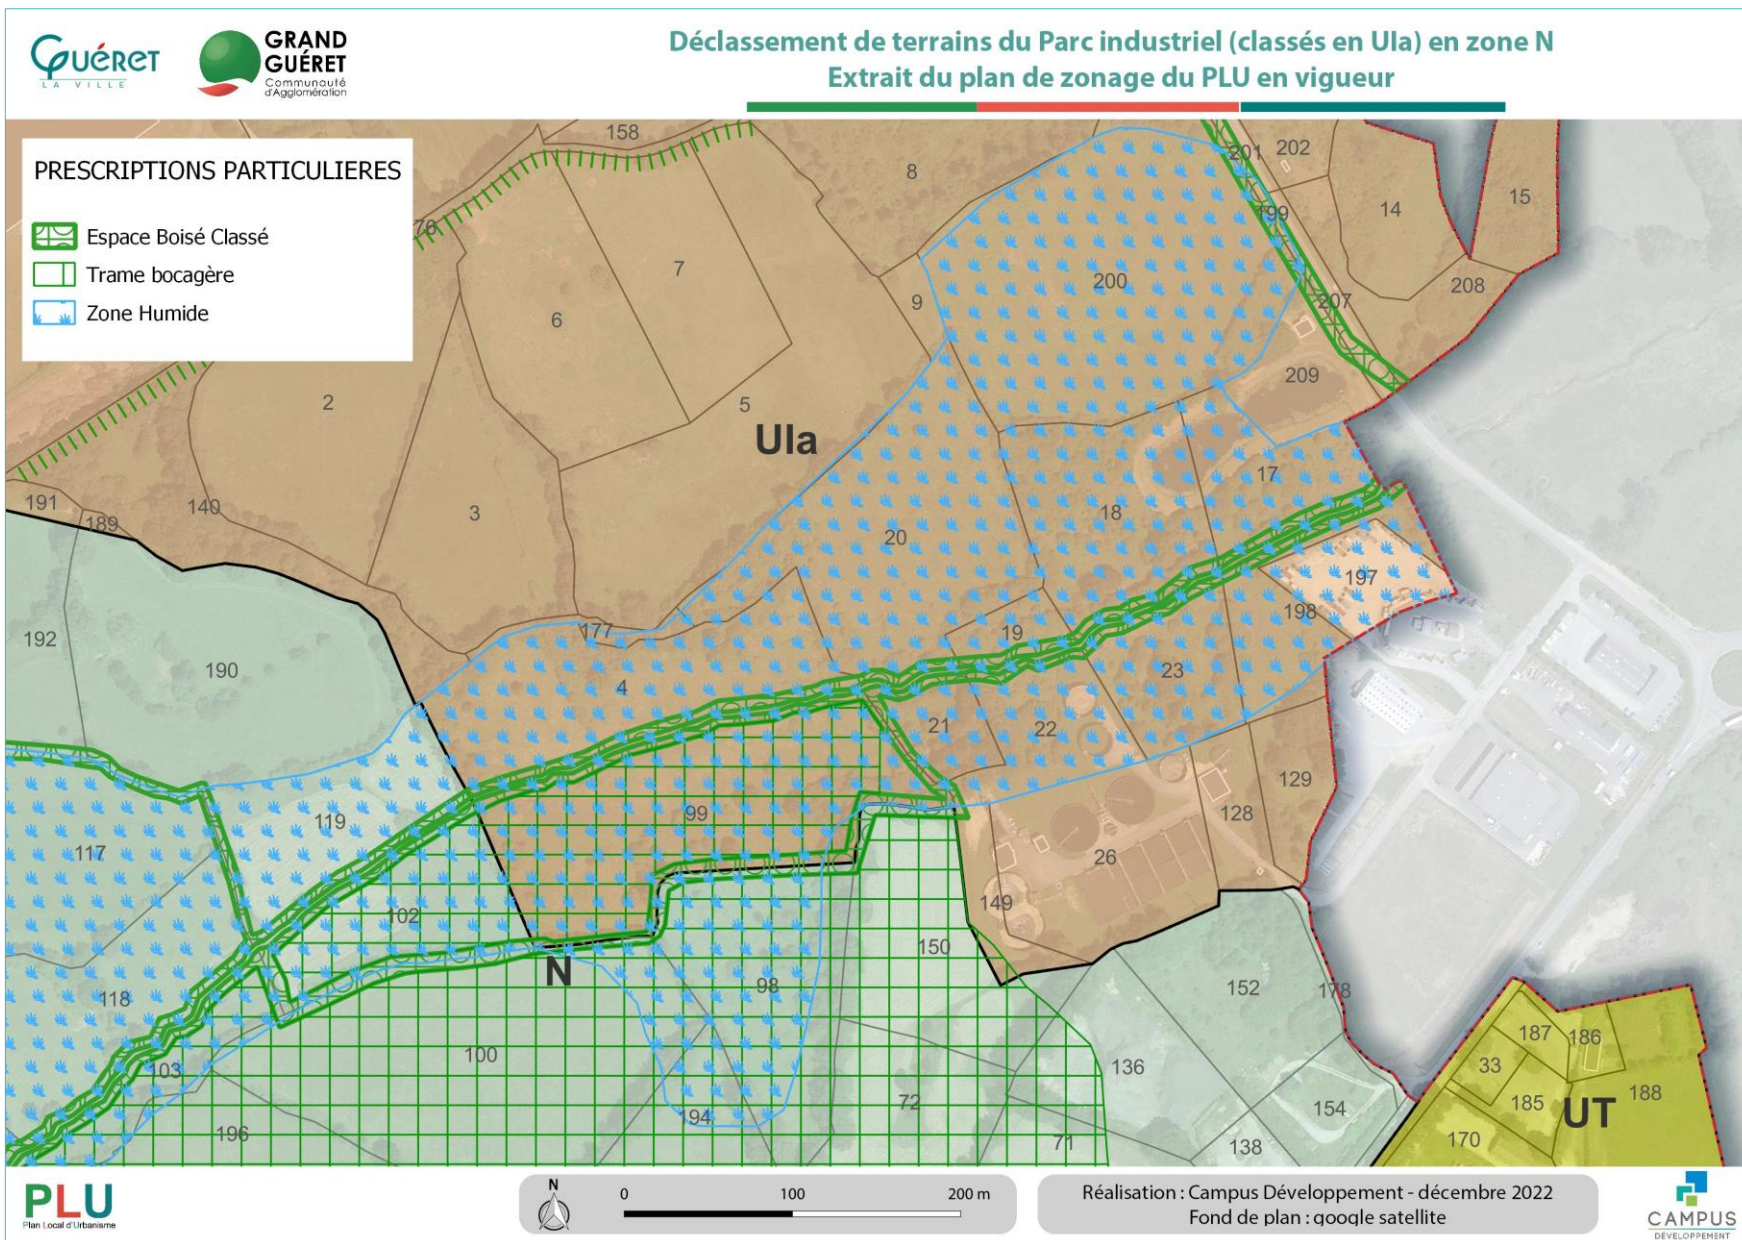 GUÉRET
LA VILLE
GRAND
GUÉRET
Communauté
d'Agglomération
Déclassement de terrains du Parc industriel (classés en UIa) en zone N
Extrait du plan de zonage du PLU en vigueur
PRESCRIPTIONS PARTICULIERES
Espace Boisé Classé
Trame bocagère
Zone Humide
158
8
201
202
15
14
76
199
7
200
208
9
207
6
209
2
5
UIa
17
191
140
3
18
189
20
197
198
177
19
192
190
4
23
21
22
129
99
128
119
117
26
102
149
150
N
98
152
178
118
187
186
100
33
136
103
188
72
185
154
UT
194
196
71
138
170
PLU
Plan Local d'Urbanisme
N
0 100 200 m
Réalisation : Campus Développement - décembre 2022
Fond de plan : google satellite
CAMPUS
DÉVELOPPEMENT